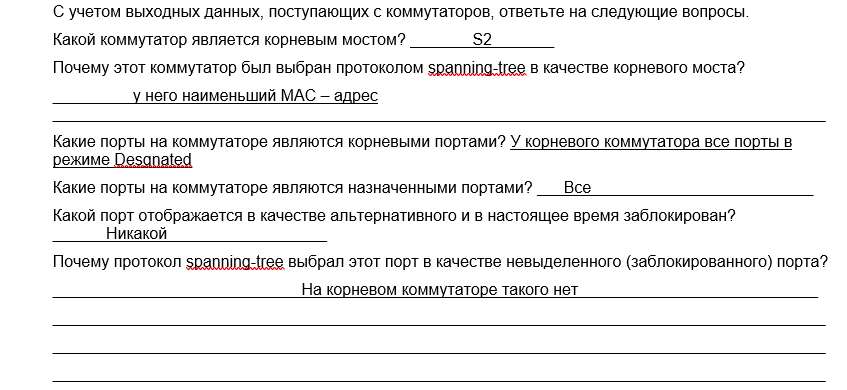 С учетом выходных данных, поступающих с коммутаторов, ответьте на следующие вопросы.
Какой коммутатор является корневым мостом? S2
Почему этот коммутатор был выбран протоколом spanning-tree в качестве корневого моста?
у него наименьший МАС – адрес
Какие порты на коммутаторе являются корневыми портами? У корневого коммутатора все порты в
режиме Desgnated
Какие порты на коммутаторе являются назначенными портами? Все
Какой порт отображается в качестве альтернативного и в настоящее время заблокирован?
Никакой
Почему протокол spanning-tree выбрал этот порт в качестве невыделенного (заблокированного) порта?
На корневом коммутаторе такого нет